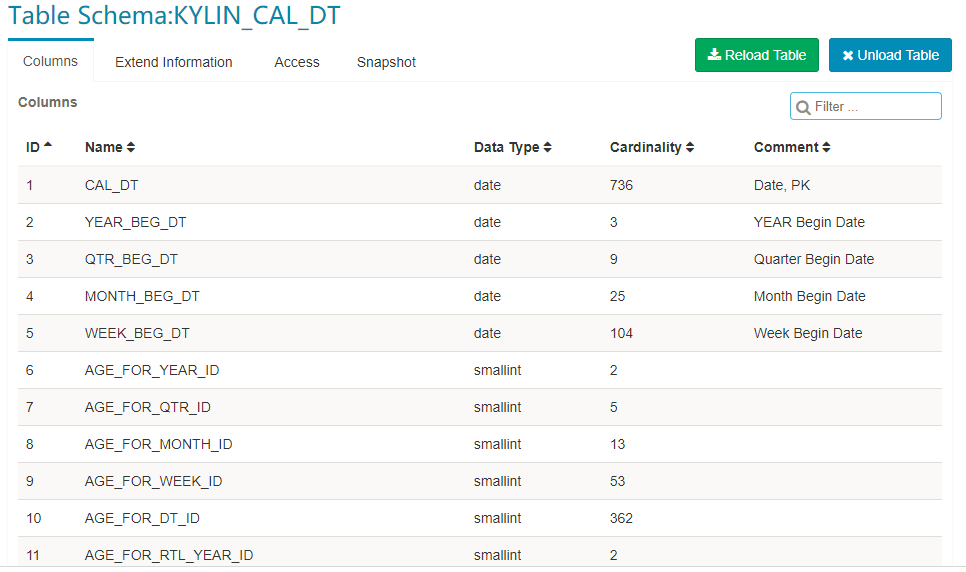 Table Schema:KYLIN_CAL_DT
Columns Extend Information Access Snapshot Reload Table Unload Table
Columns Filter ...
ID Name Data Type Cardinality Comment
1 CAL_DT date 736 Date, PK
2 YEAR_BEG_DT date 3 YEAR Begin Date
3 QTR_BEG_DT date 9 Quarter Begin Date
4 MONTH_BEG_DT date 25 Month Begin Date
5 WEEK_BEG_DT date 104 Week Begin Date
6 AGE_FOR_YEAR_ID smallint 2
7 AGE_FOR_QTR_ID smallint 5
8 AGE_FOR_MONTH_ID smallint 13
9 AGE_FOR_WEEK_ID smallint 53
10 AGE_FOR_DT_ID smallint 362
11 AGE_FOR_RTL_YEAR_ID smallint 2